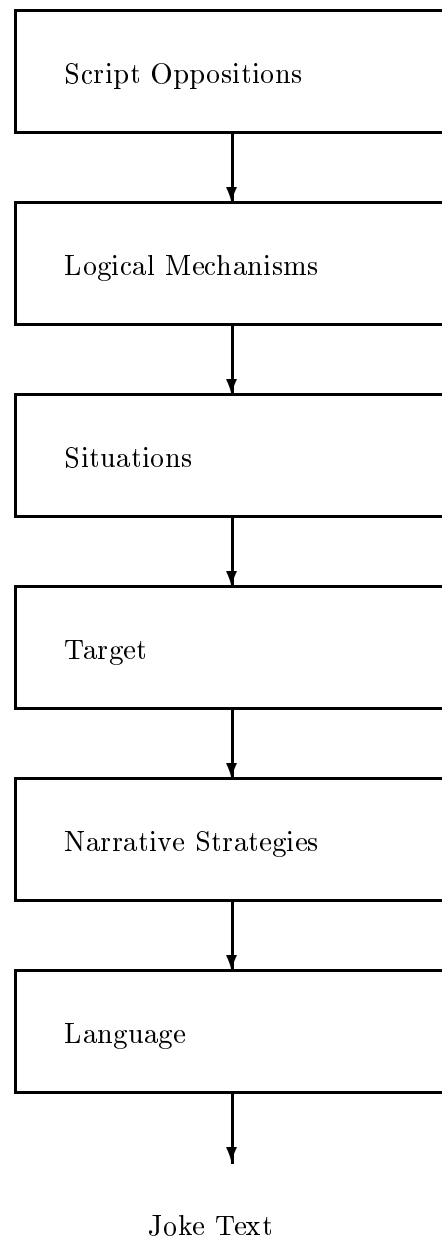 Script Oppositions
Logical Mechanisms
Situations
Target
Narrative Strategies
Language
Joke Text